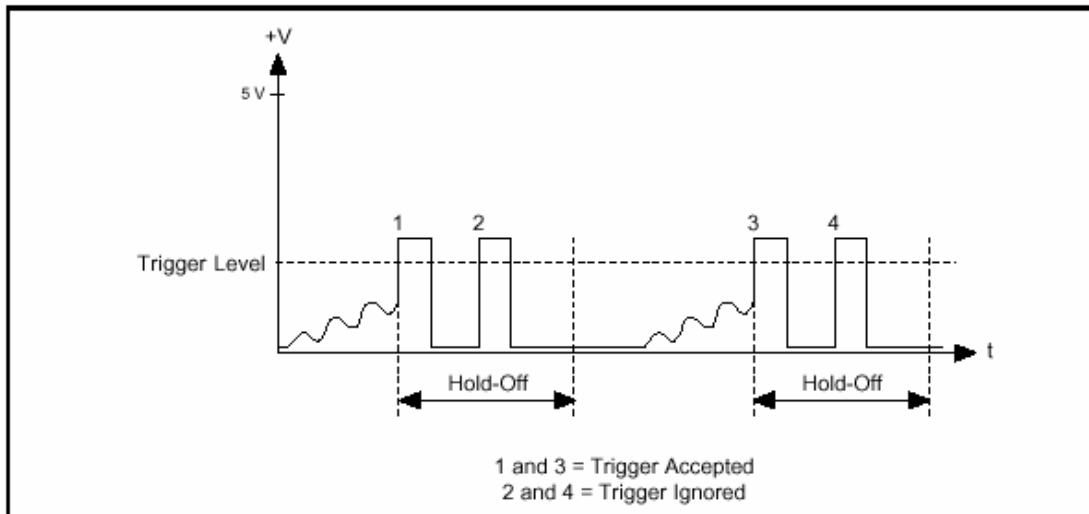 +V
5 V
1 2 3 4
Trigger Level
t
Hold-Off Hold-Off
1 and 3 = Trigger Accepted
2 and 4 = Trigger Ignored